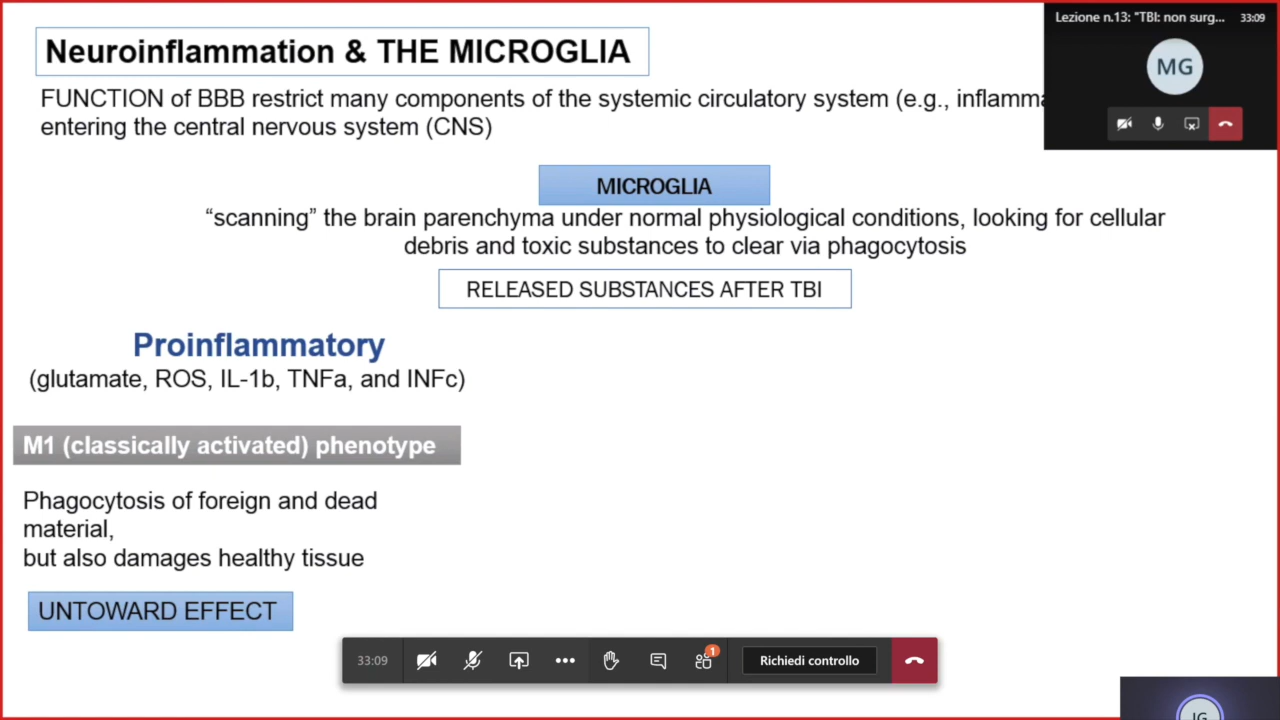 Neuroinflammation & THE MICROGLIA
FUNCTION of BBB restrict many components of the systemic circulatory system (e.g., inflamma
entering the central nervous system (CNS)
Lezione n.13: "TBI: non surg... 33:09
MG
MICROGLIA
“scanning” the brain parenchyma under normal physiological conditions, looking for cellular
debris and toxic substances to clear via phagocytosis
RELEASED SUBSTANCES AFTER TBI
Proinflammatory
(glutamate, ROS, IL-1b, TNFa, and INFc)
M1 (classically activated) phenotype
Phagocytosis of foreign and dead
material,
but also damages healthy tissue
UNTOWARD EFFECT
33:09 1 Richiedi controllo